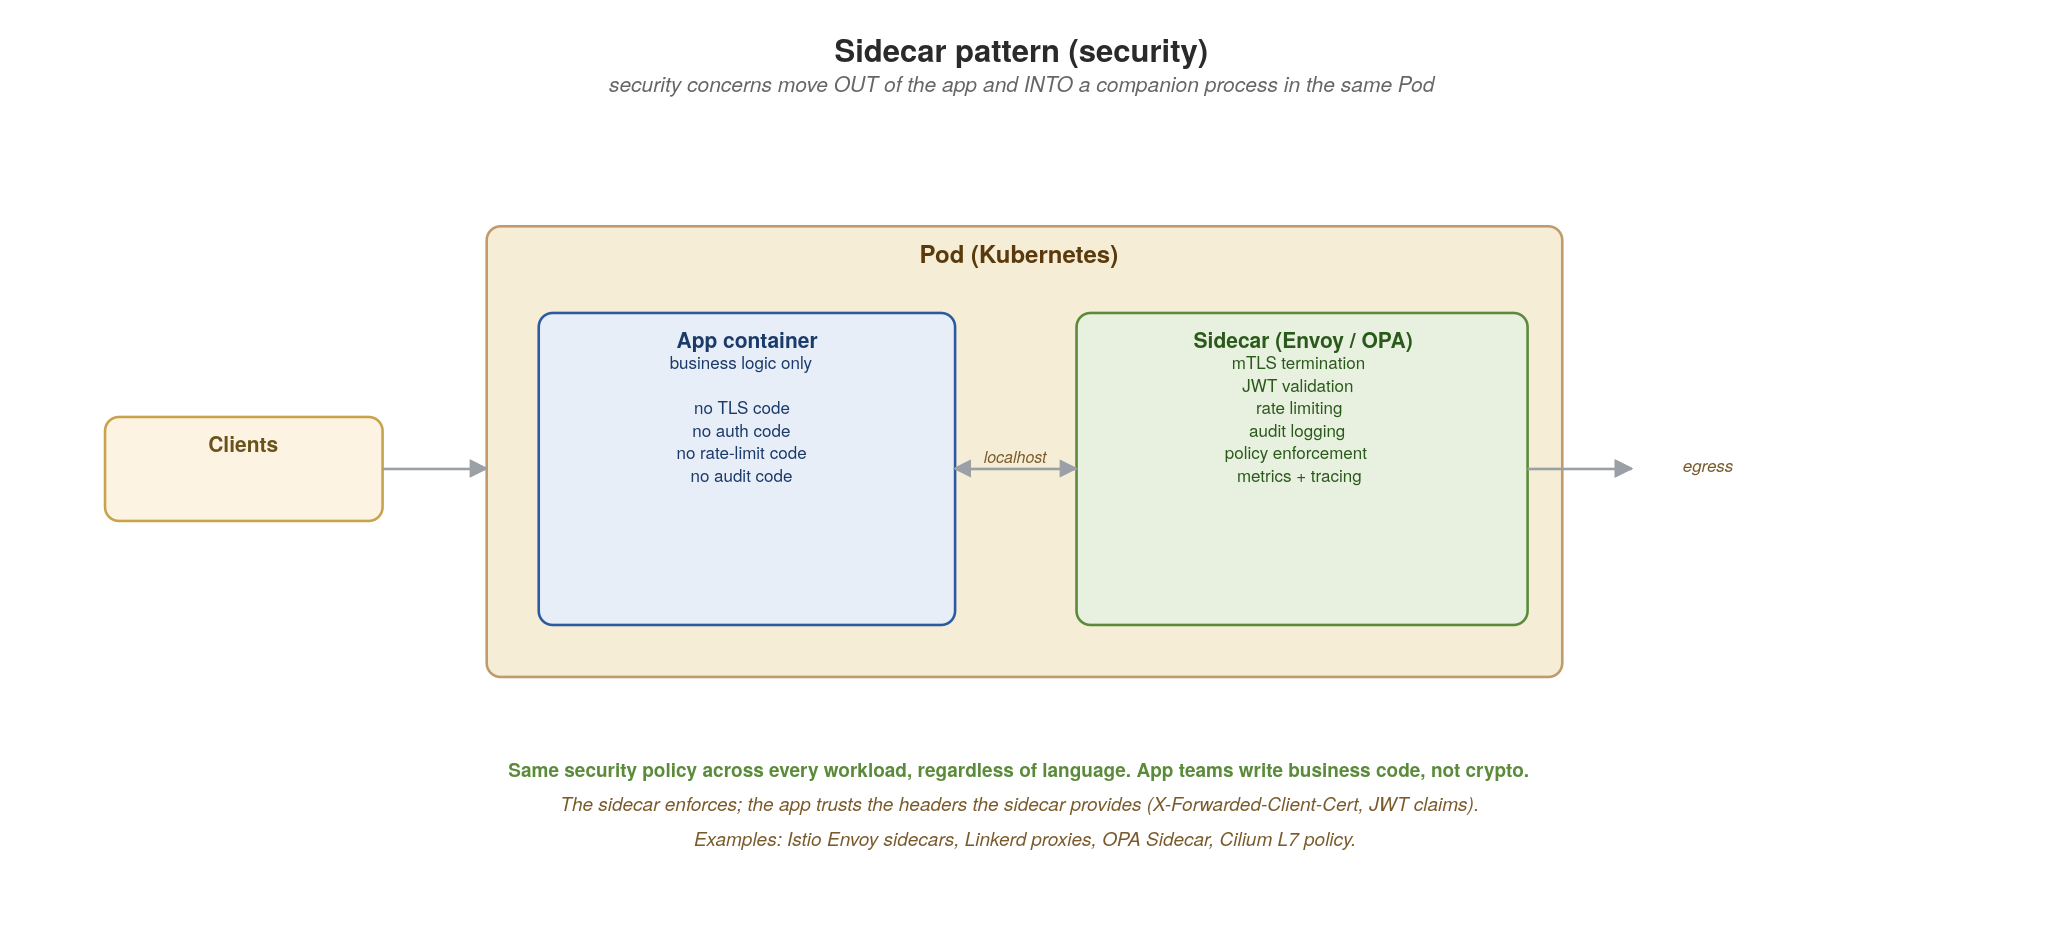 Sidecar pattern (security)
security concerns move OUT of the app and INTO a companion process in the same Pod
Pod (Kubernetes)
Clients
App container
business logic only
no TLS code
no auth code
no rate-limit code
no audit code
localhost
Sidecar (Envoy / OPA)
mTLS termination
JWT validation
rate limiting
audit logging
policy enforcement
metrics + tracing
egress
Same security policy across every workload, regardless of language. App teams write business code, not crypto.
The sidecar enforces; the app trusts the headers the sidecar provides (X-Forwarded-Client-Cert, JWT claims).
Examples: Istio Envoy sidecars, Linkerd proxies, OPA Sidecar, Cilium L7 policy.